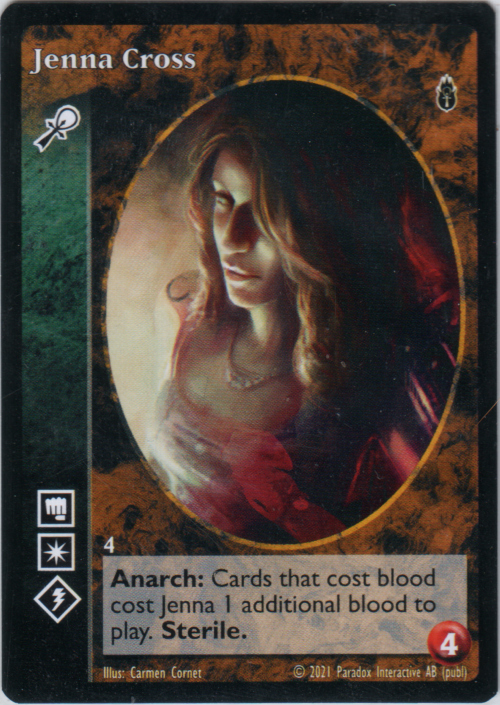 Jenna Cross
4
Anarch: Cards that cost blood
cost Jenna 1 additional blood to
play. Sterile.
4
Illus: Carmen Cornet
© 2021 Paradox Interactive AB (publ)